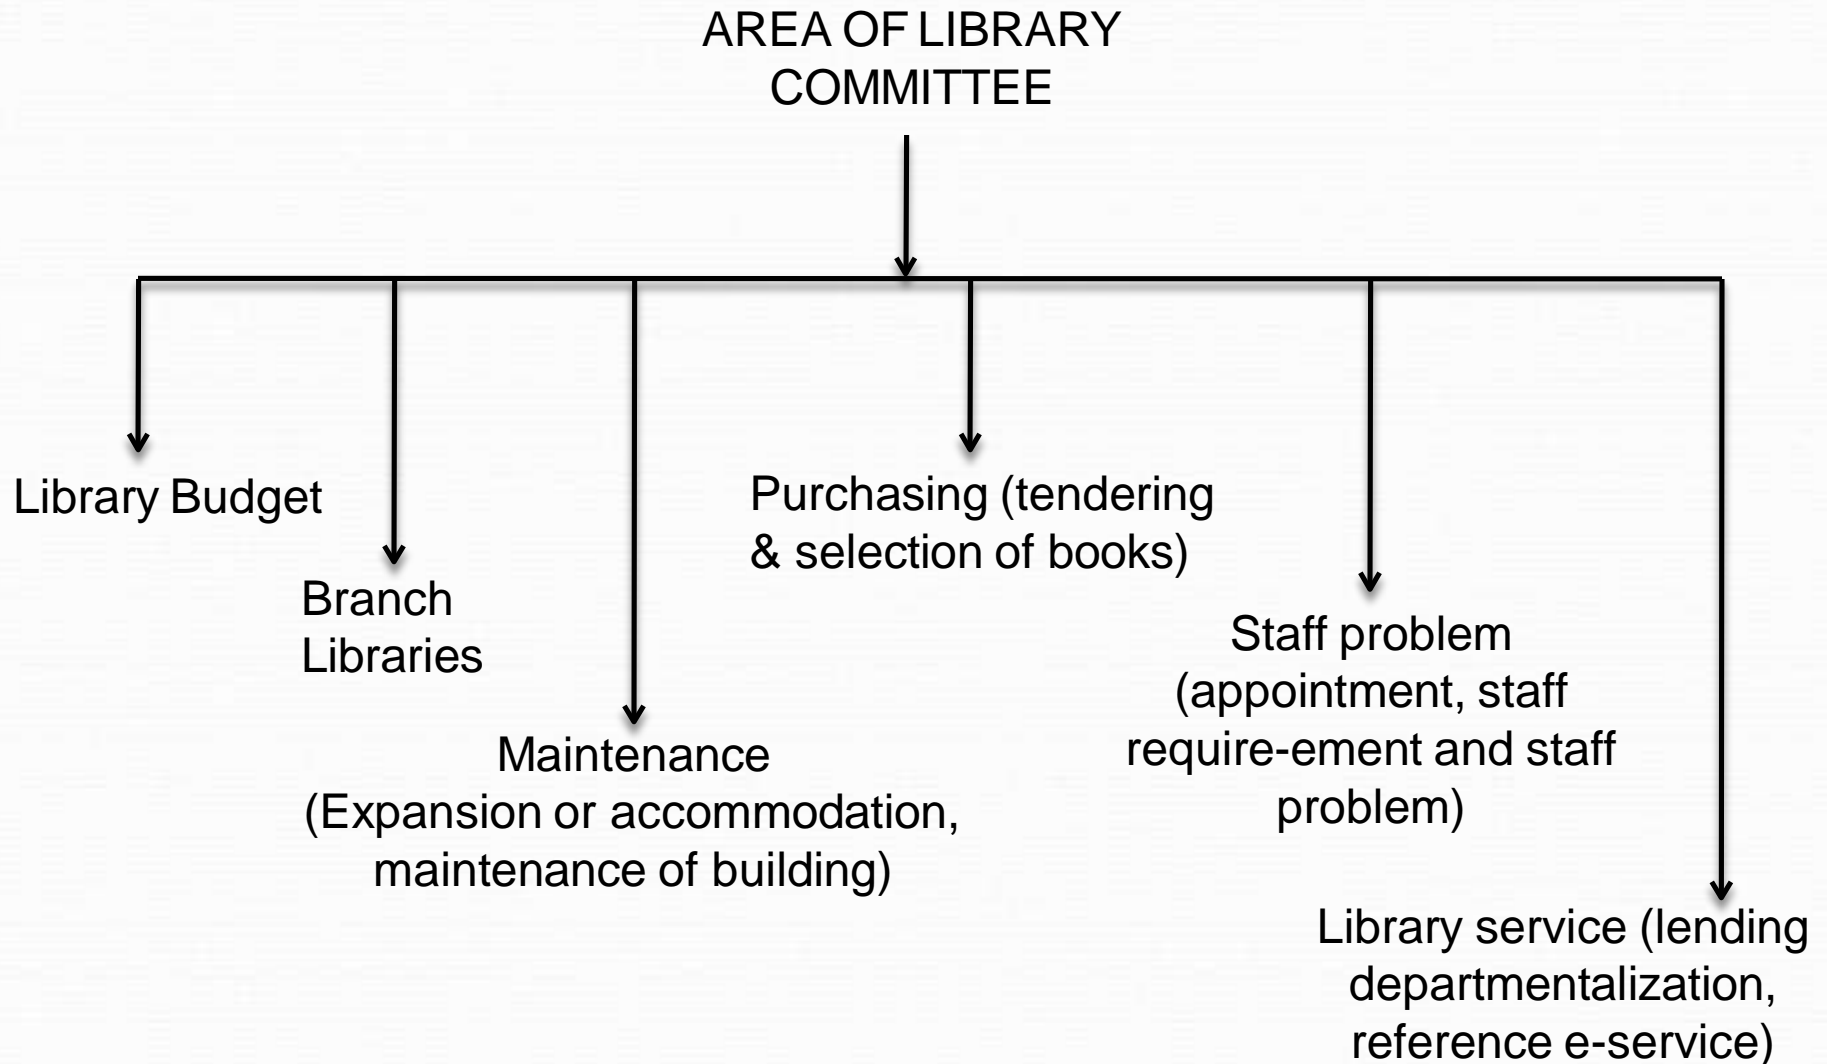 AREA OF LIBRARY
COMMITTEE
Library Budget
Branch
Libraries
Maintenance
(Expansion or accommodation,
maintenance of building)
Purchasing (tendering
& selection of books)
Staff problem
(appointment, staff
require-ement and staff
problem)
Library service (lending
departmentalization,
reference e-service)